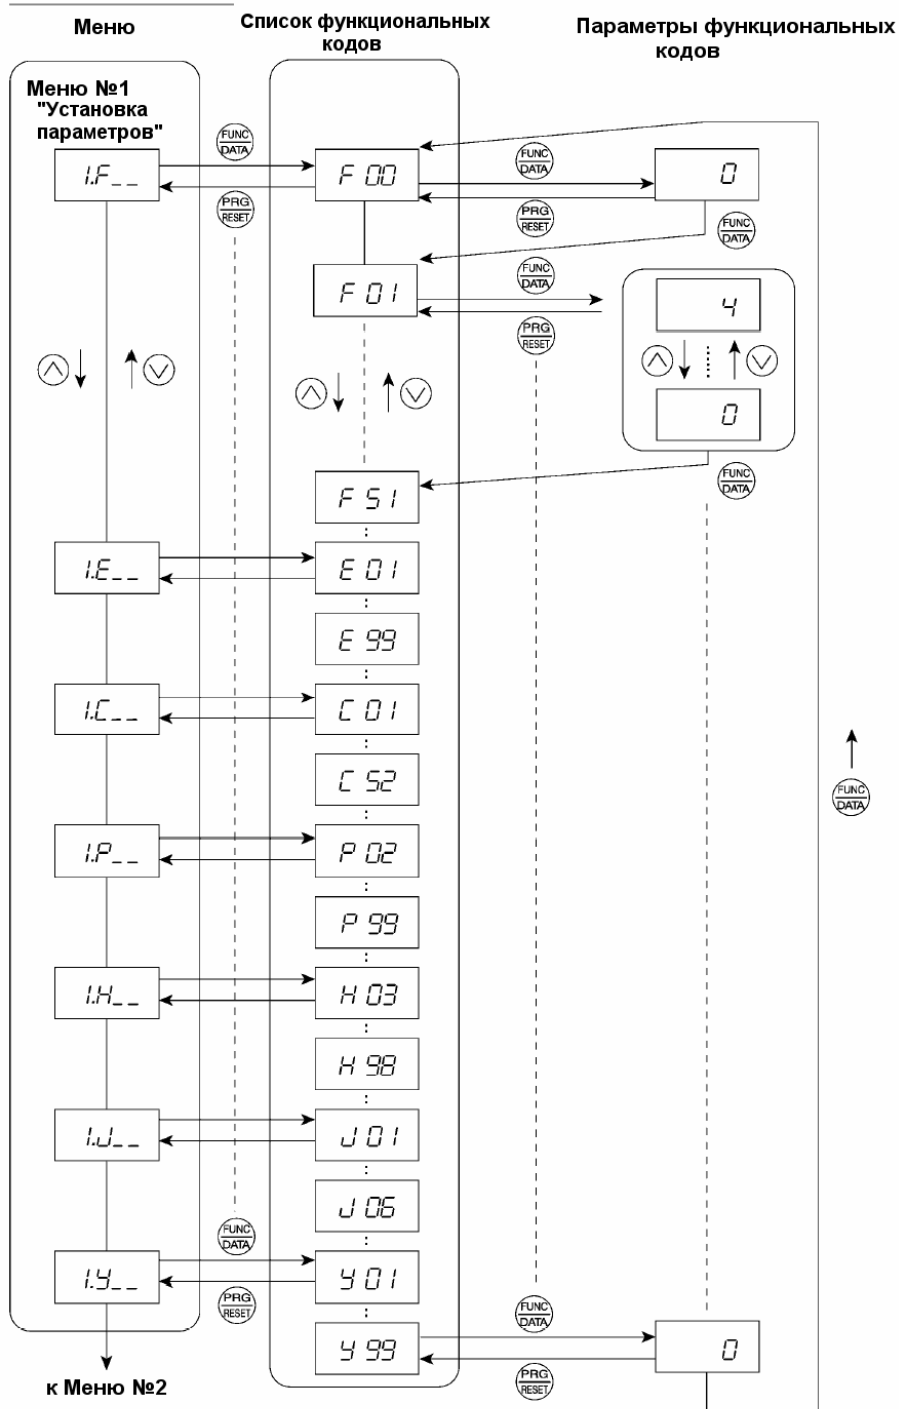 Меню
Список функциональных
кодов
Параметры функциональных
кодов
Меню №1
"Установка
параметров"
FUNC
DATA
1.F_ _
F 00
FUNC
DATA
0
PRG
RESET
PRG
RESET
FUNC
DATA
F 01
FUNC
DATA
4
PRG
RESET
0
F 51
FUNC
DATA
1.E_ _
E 01
E 99
1.C_ _
C 01
C 52
FUNC
DATA
1.P_ _
P 02
P 99
1.H_ _
H 03
H 98
1.J_ _
J 01
J 06
FUNC
DATA
1.y_ _
y 01
PRG
RESET
FUNC
DATA
y 99
0
PRG
RESET
к Меню №2